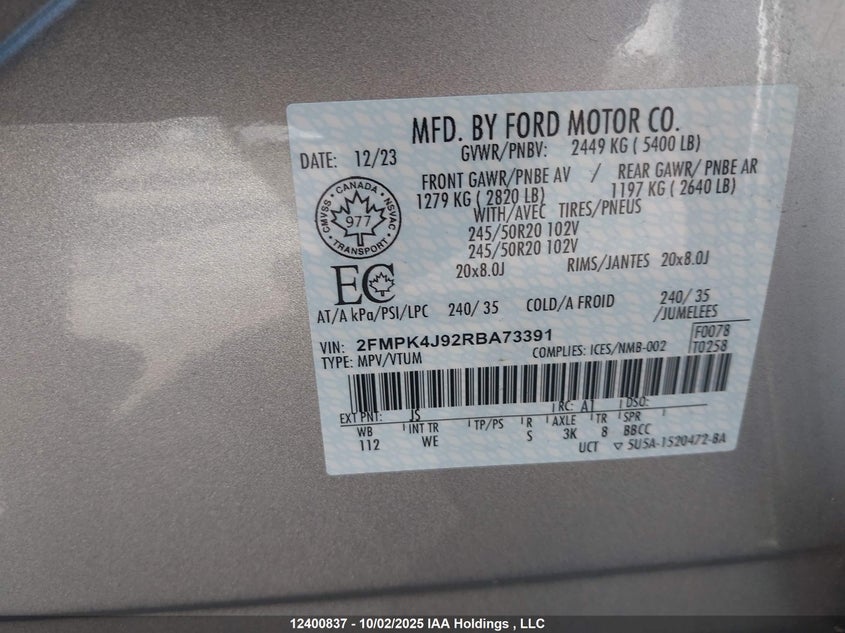 MFD. BY FORD MOTOR CO.
DATE: 12/23 GVWR/PNBV: 2449 KG ( 5400 LB)
FRONT GAWR/PNBE AV / REAR GAWR/ PNBE AR
1279 KG ( 2820 LB) 1197 KG ( 2640 LB)
WITH/AVEC TIRES/PNEUS
245/50R20 102V
245/50R20 102V
20x8.0J RIMS/JANTES 20x8.0J
CANADA
CMVSS 977 NSVAC
TRANSPORT
EC
112
AT/A kPa/PSI/LPC 240/ 35 COLD/A FROID 240/ 35
/JUMELEES
VIN: 2FMPK4J92RBA73391 F0078
TYPE: MPV/VTUM COMPLIES: ICES/NMB-002 T0258
EXT PNT: JS RC: A1 DSO:
WB INT TR TP/PS R AXLE TR SPR
112 WE S 3K 8 BBCC
UCT ▽ 5U5A-1520472-BA
12400837 - 10/02/2025 IAA Holdings , LLC